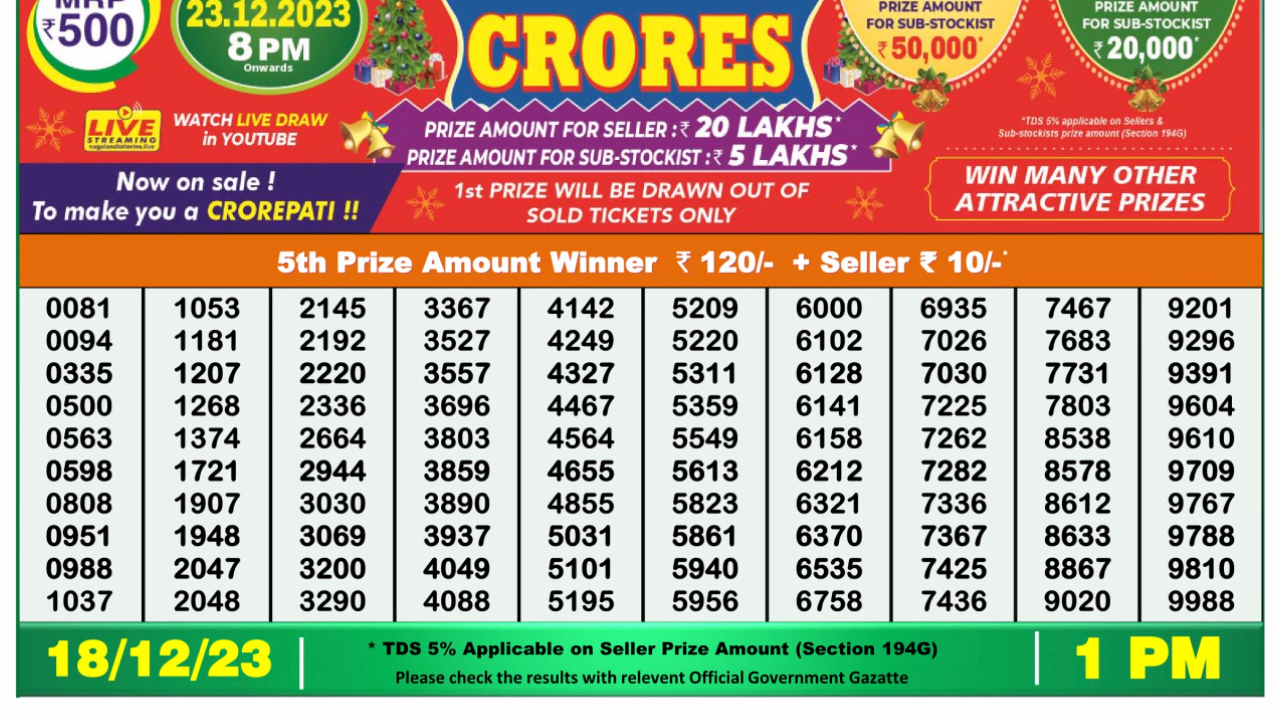 MRP
₹500
23.12.2023
8 PM
Onwards
CRORES
PRIZE AMOUNT
FOR SUB-STOCKIST
₹ 50,000*
PRIZE AMOUNT
FOR SUB-STOCKIST
₹ 20,000*
LIVE
STREAMING
nagalandlotteries.live
WATCH LIVE DRAW
in YOUTUBE
PRIZE AMOUNT FOR SELLER :₹ 20 LAKHS*
PRIZE AMOUNT FOR SUB-STOCKIST :₹ 5 LAKHS*
*TDS 5% applicable on Sellers &
Sub-stockists prize amount (Section 194G)
Now on sale !
To make you a CROREPATI !!
1st PRIZE WILL BE DRAWN OUT OF
SOLD TICKETS ONLY
WIN MANY OTHER
ATTRACTIVE PRIZES
5th Prize Amount Winner ₹ 120/- + Seller ₹ 10/-*
0081 1053 2145 3367 4142 5209 6000 6935 7467 9201
0094 1181 2192 3527 4249 5220 6102 7026 7683 9296
0335 1207 2220 3557 4327 5311 6128 7030 7731 9391
0500 1268 2336 3696 4467 5359 6141 7225 7803 9604
0563 1374 2664 3803 4564 5549 6158 7262 8538 9610
0598 1721 2944 3859 4655 5613 6212 7282 8578 9709
0808 1907 3030 3890 4855 5823 6321 7336 8612 9767
0951 1948 3069 3937 5031 5861 6370 7367 8633 9788
0988 2047 3200 4049 5101 5940 6535 7425 8867 9810
1037 2048 3290 4088 5195 5956 6758 7436 9020 9988
18/12/23
* TDS 5% Applicable on Seller Prize Amount (Section 194G)
Please check the results with relevent Official Government Gazatte
1 PM